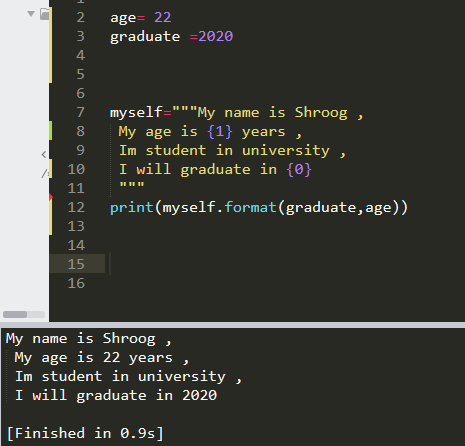 2 age= 22
3 graduate =2020
4
5
6
7 myself="""My name is Shroog ,
8 My age is {1} years ,
9 Im student in university ,
10 I will graduate in {0}
11 """
12 print(myself.format(graduate,age))
13
14
15
16
My name is Shroog ,
My age is 22 years ,
Im student in university ,
I will graduate in 2020
[Finished in 0.9s]